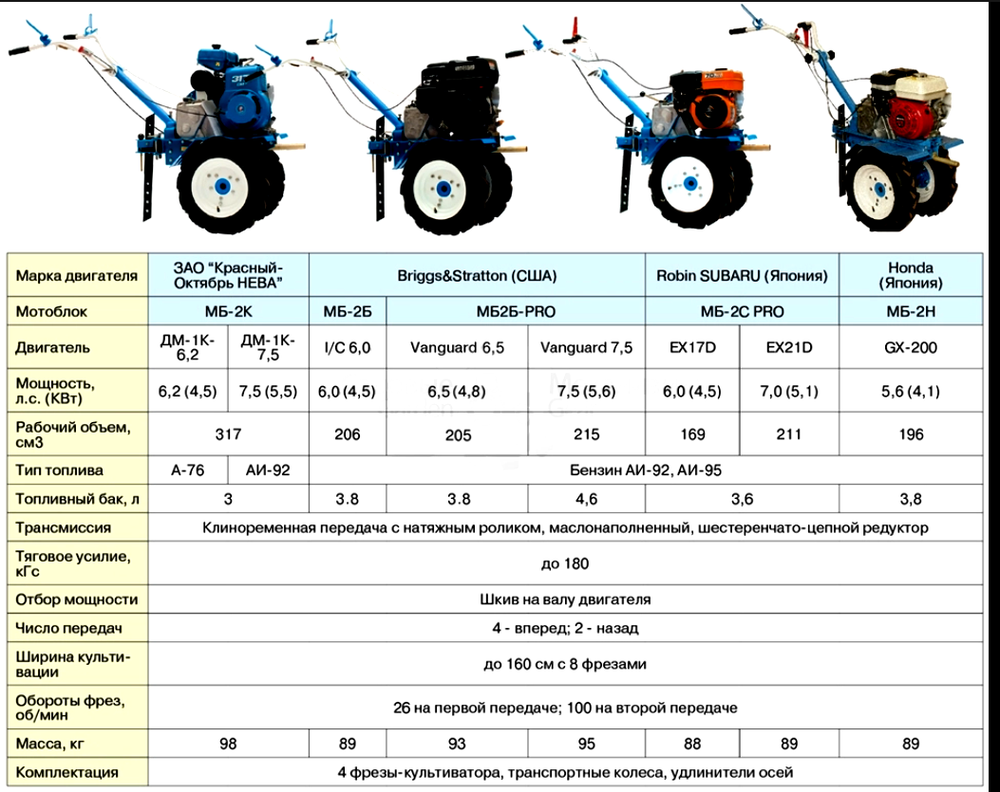 Марка двигателя
ЗАО “Красный-
Октябрь НЕВА”
Briggs&Stratton (США)
Robin SUBARU (Япония)
Honda
(Япония)
Мотоблок
МБ-2К
МБ-2Б
МБ2Б-PRO
МБ-2С PRO
МБ-2Н
Двигатель
ДМ-1К-
6,2
ДМ-1К-
7,5
I/C 6,0
Vanguard 6,5
Vanguard 7,5
EX17D
EX21D
GX-200
Мощность,
л.с. (КВт)
6,2 (4,5)
7,5 (5,5)
6,0 (4,5)
6,5 (4,8)
7,5 (5,6)
6,0 (4,5)
7,0 (5,1)
5,6 (4,1)
Рабочий объем,
см3
317
206
205
215
169
211
196
Тип топлива
А-76
АИ-92
Бензин АИ-92, АИ-95
Топливный бак, л
3
3.8
3.8
4,6
3,6
3,8
Трансмиссия
Клиноременная передача с натяжным роликом, маслонаполненный, шестеренчато-цепной редуктор
Тяговое усилие,
кГс
до 180
Отбор мощности
Шкив на валу двигателя
Число передач
4 - вперед; 2 - назад
Ширина культи-
вации
до 160 см с 8 фрезами
Обороты фрез,
об/мин
26 на первой передаче; 100 на второй передаче
Масса, кг
98
89
93
95
88
89
89
Комплектация
4 фрезы-культиватора, транспортные колеса, удлинители осей